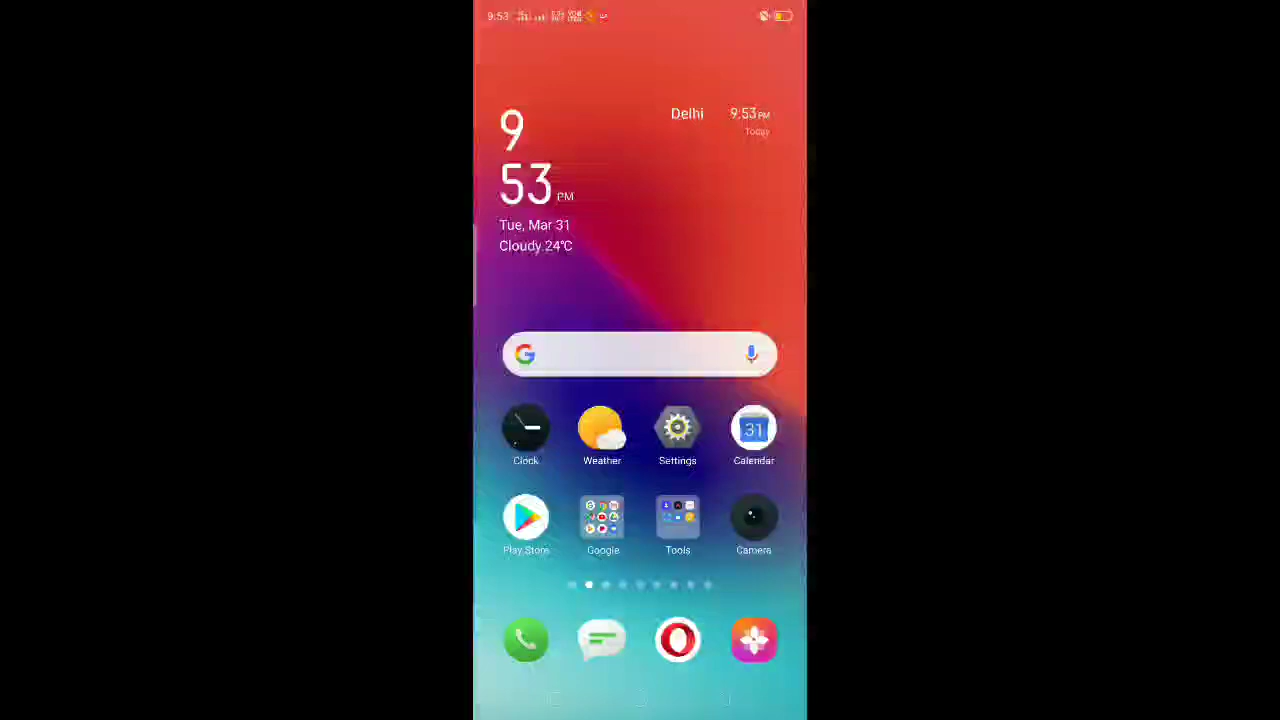 9:53
Delhi 9:53 PM
Today
9
53 PM
Tue, Mar 31
Cloudy 24°C
Clock Weather Settings Calendar
31
Play Store Google Tools Camera